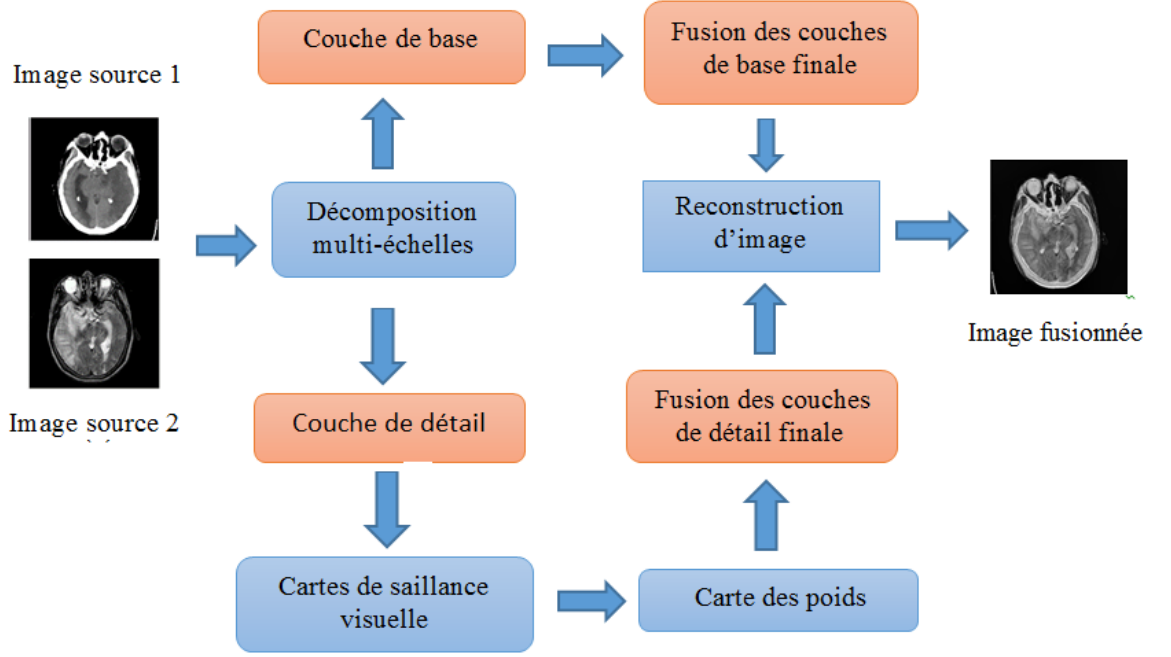 Couche de base
Fusion des couches
de base finale
Image source 1
Décomposition
multi-échelles
Reconstruction
d’image
Image fusionnée
Image source 2
Couche de détail
Fusion des couches
de détail finale
Cartes de saillance
visuelle
Carte des poids